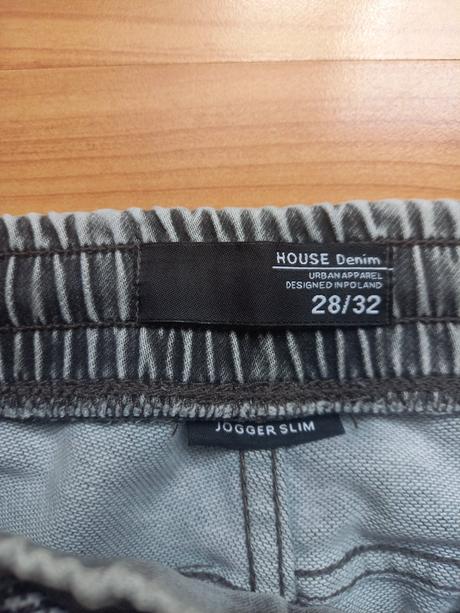 HOUSE Denim
URBAN APPAREL
DESIGNED IN POLAND
28/32
JOGGER SLIM